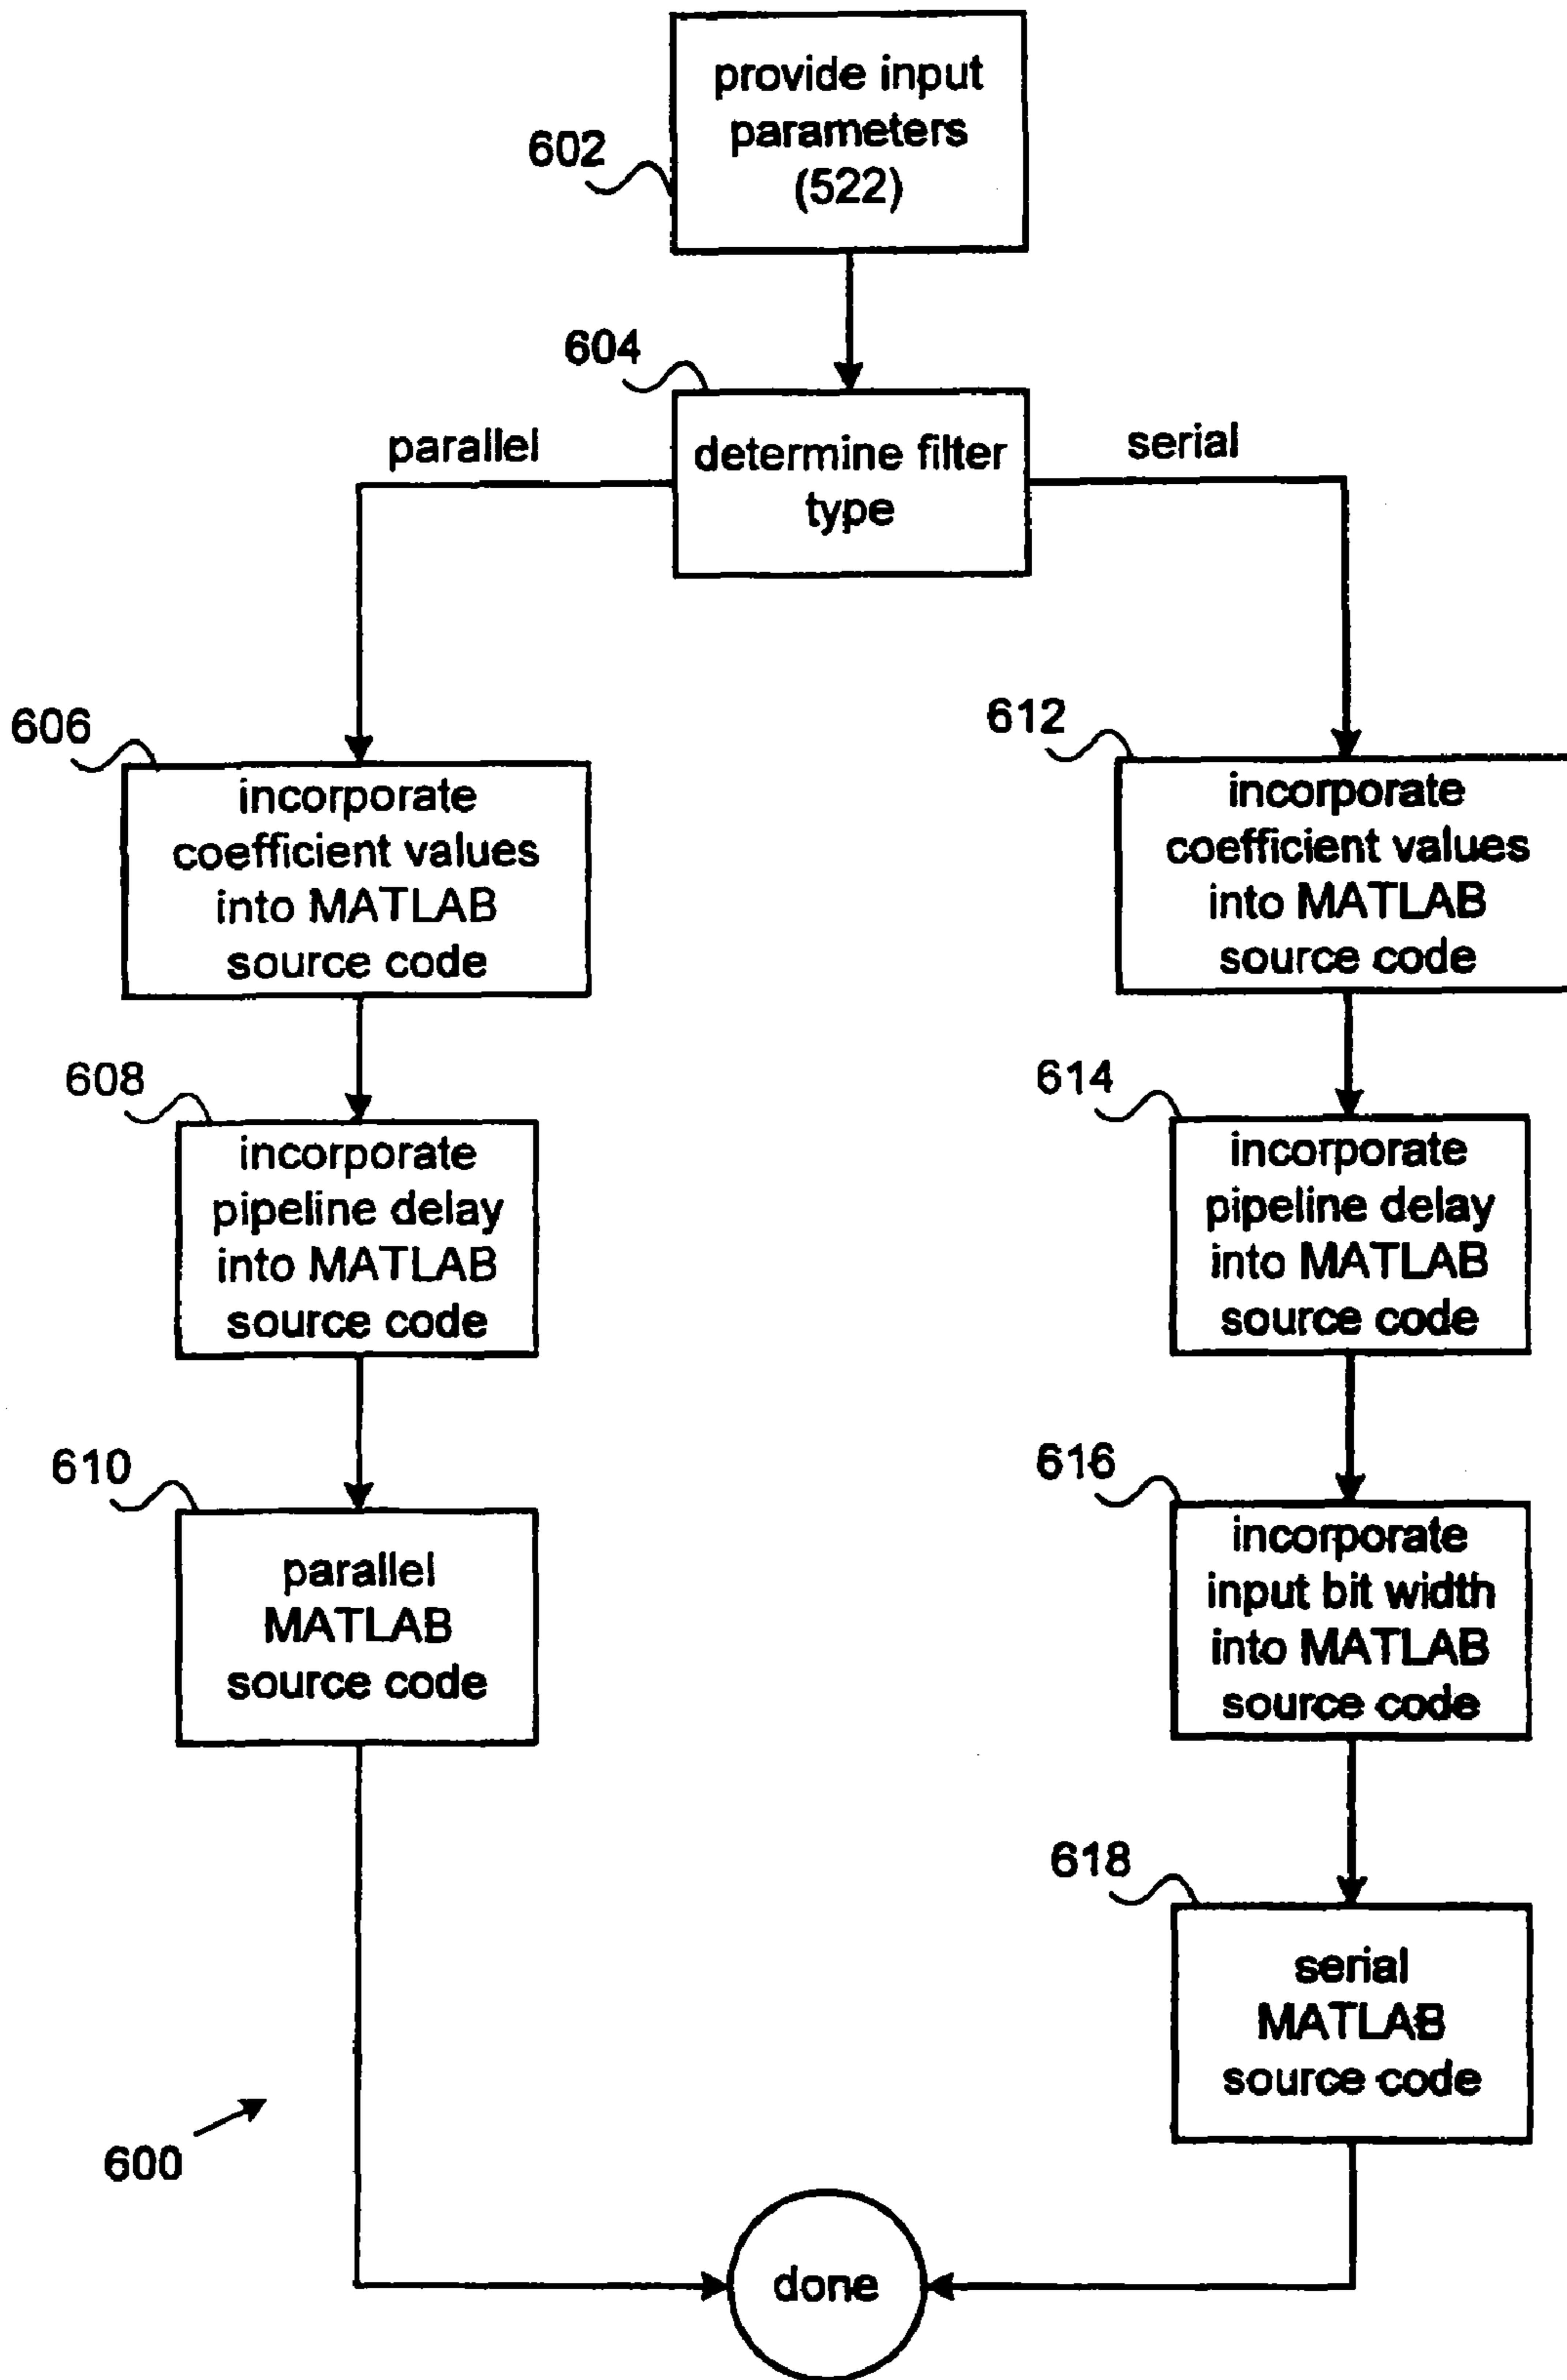 provide input
parameters
(522)
602
604
determine filter
type
parallel
serial
606
incorporate
coefficient values
into MATLAB
source code
608
incorporate
pipeline delay
into MATLAB
source code
610
parallel
MATLAB
source code
612
incorporate
coefficient values
into MATLAB
source code
614
incorporate
pipeline delay
into MATLAB
source code
616
incorporate
input bit width
into MATLAB
source code
618
serial
MATLAB
source code
600
done